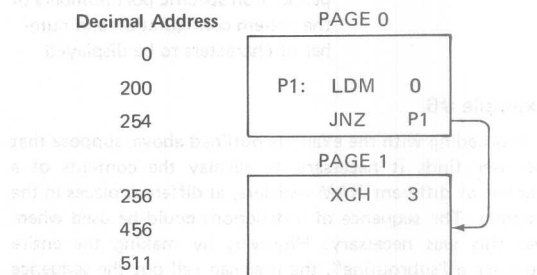 Decimal Address PAGE 0
0
200 P1: LDM 0
254 JNZ P1
PAGE 1
256 XCH 3
456
511